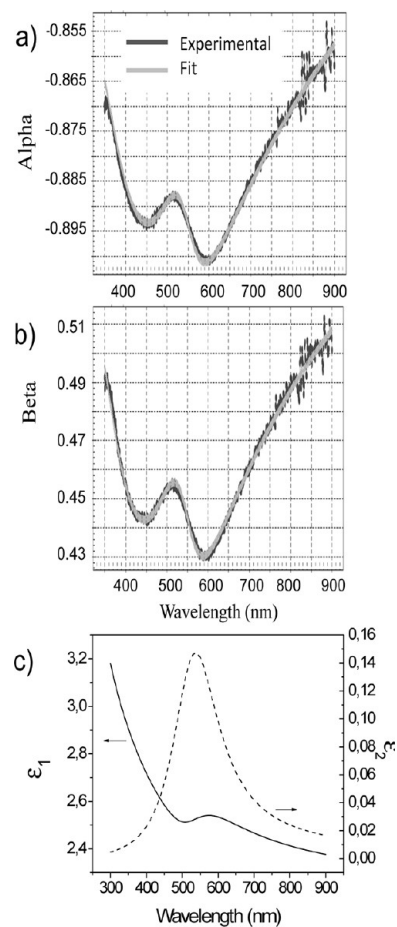 a)
Experimental
Fit
Alpha
-0.855
-0.865
-0.875
-0.885
-0.895
400 500 600 700 800 900
b)
Beta
0.51
0.49
0.47
0.45
0.43
400 500 600 700 800 900
Wavelength (nm)
c)
ε1
3,2
3,0
2,8
2,6
2,4
ε2
0,16
0,14
0,12
0,10
0,08
0,06
0,04
0,02
0,00
300 400 500 600 700 800 900
Wavelength (nm)